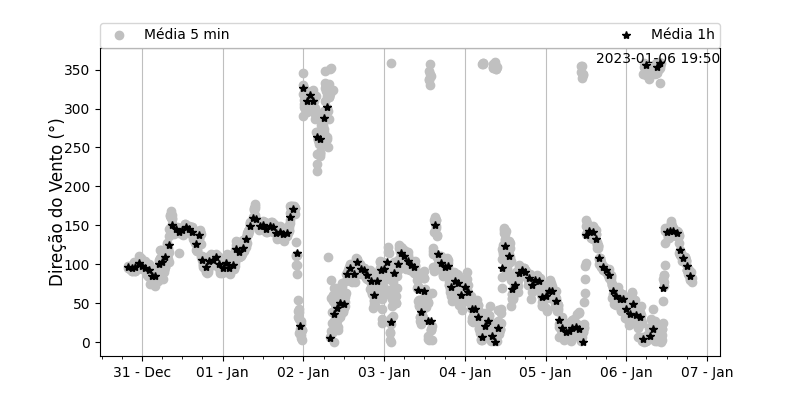 Média 5 min
Média 1h
2023-01-06 19:50
Direção do Vento (°)
350
300
250
200
150
100
50
0
31 - Dec
01 - Jan
02 - Jan
03 - Jan
04 - Jan
05 - Jan
06 - Jan
07 - Jan